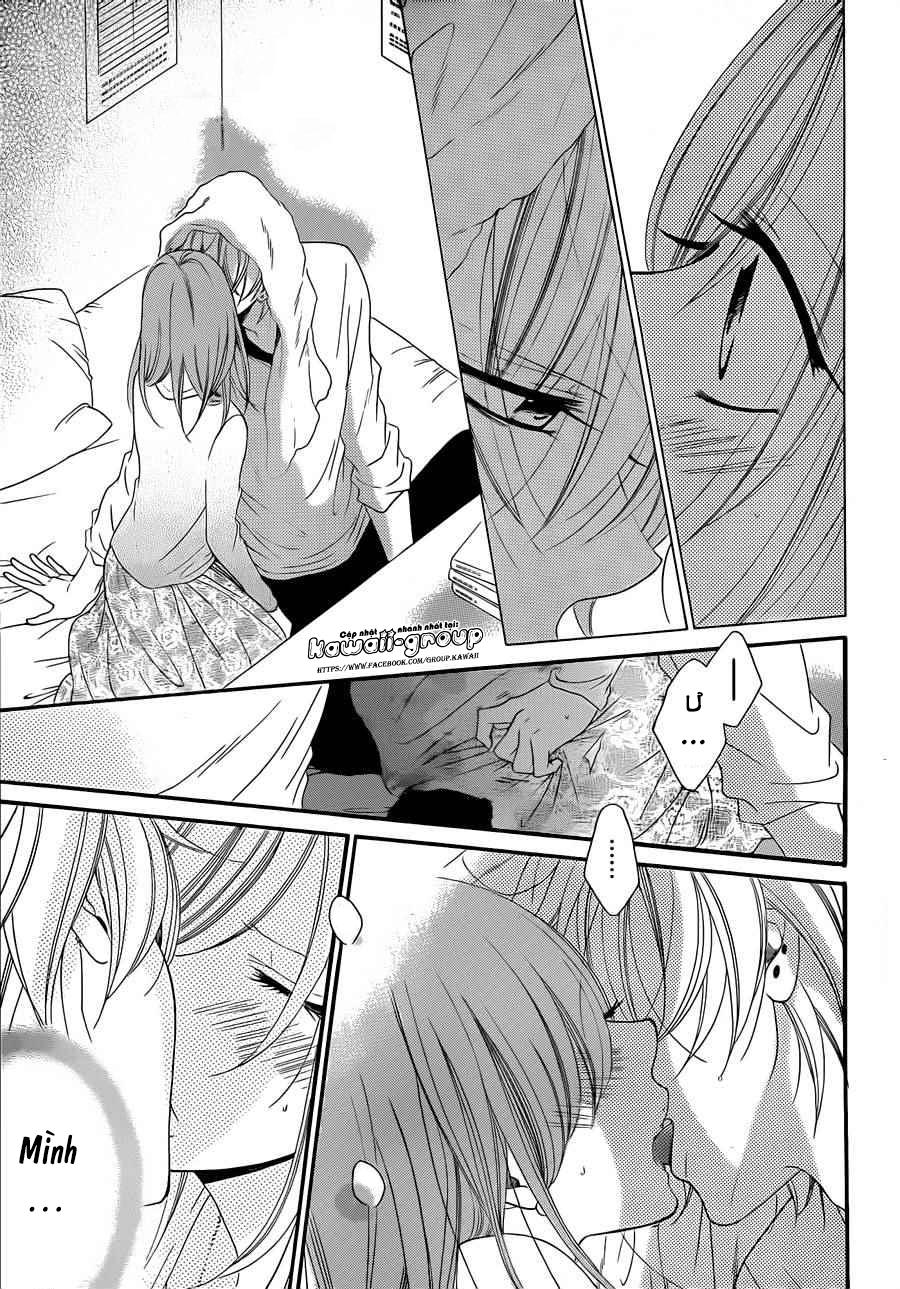 Cập nhật nhanh nhất tại:
Kawaii-group
HTTPS://WWW.FACEBOOK.COM/GROUP.KAWAII
Ư
...
......
Mình
...